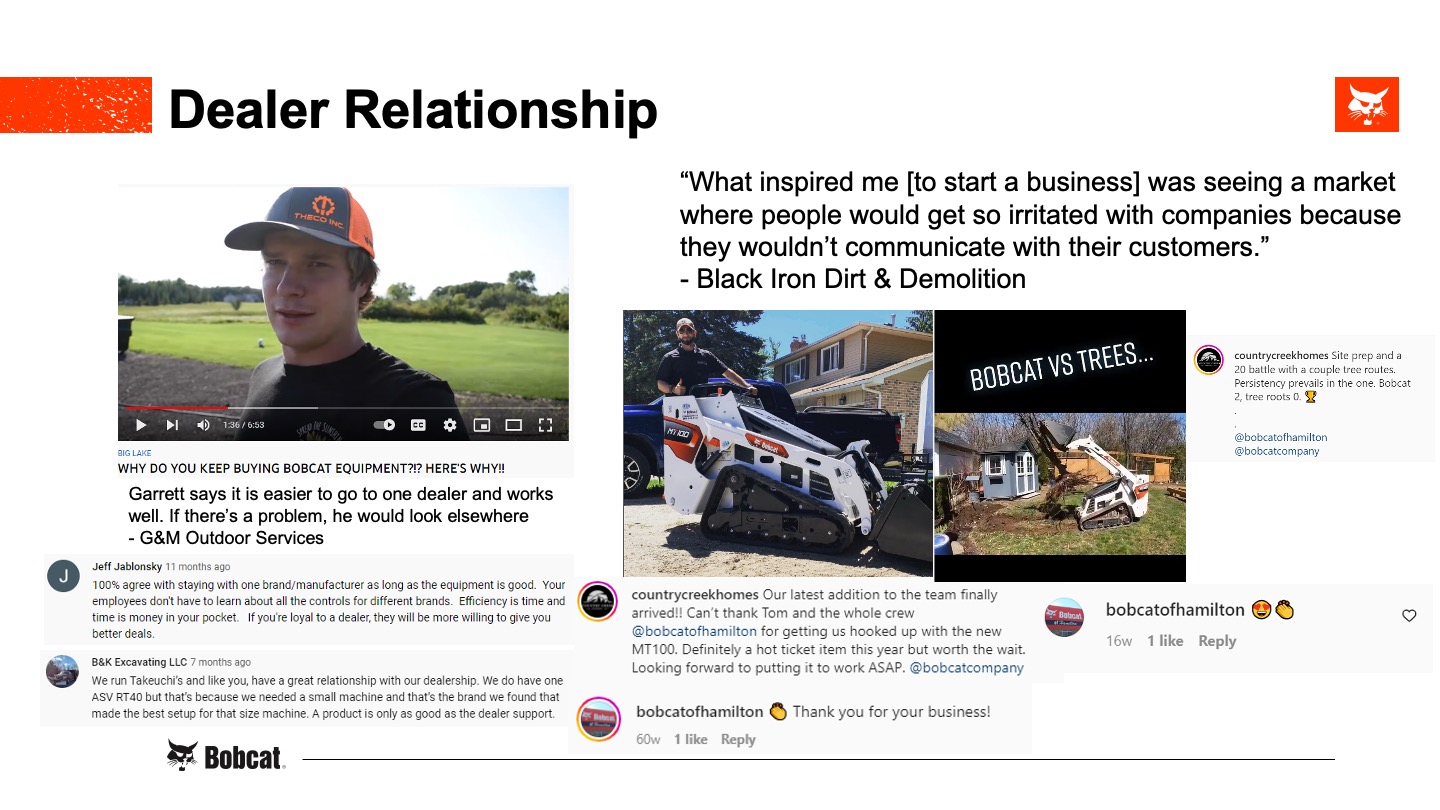 Dealer Relationship
“What inspired me [to start a business] was seeing a market
where people would get so irritated with companies because
they wouldn’t communicate with their customers.”
- Black Iron Dirt & Demolition
THECO INC.
1:36 / 6:53
CC
BIG LAKE
WHY DO YOU KEEP BUYING BOBCAT EQUIPMENT?!? HERE'S WHY!!
Garrett says it is easier to go to one dealer and works
well. If there’s a problem, he would look elsewhere
- G&M Outdoor Services
J
Jeff Jablonsky 11 months ago
100% agree with staying with one brand/manufacturer as long as the equipment is good. Your
employees don't have to learn about all the controls for different brands. Efficiency is time and
time is money in your pocket. If you're loyal to a dealer, they will be more willing to give you
better deals.
B&K Excavating LLC 7 months ago
We run Takeuchi's and like you, have a great relationship with our dealership. We do have one
ASV RT40 but that's because we needed a small machine and that's the brand we found that
made the best setup for that size machine. A product is only as good as the dealer support.
MT100
Bobcat
BOBCAT VS TREES...
countrycreekhomes Site prep and a
20 battle with a couple tree routes.
Persistency prevails in the one. Bobcat
2, tree roots 0. 🏆
.
.
@bobcatofhamilton
@bobcatcompany
countrycreekhomes Our latest addition to the team finally
arrived!! Can't thank Tom and the whole crew
@bobcatofhamilton for getting us hooked up with the new
MT100. Definitely a hot ticket item this year but worth the wait.
Looking forward to putting it to work ASAP. @bobcatcompany
bobcatofhamilton 👏 Thank you for your business!
60w 1 like Reply
bobcatofhamilton 😍👏
16w 1 like Reply
Bobcat.